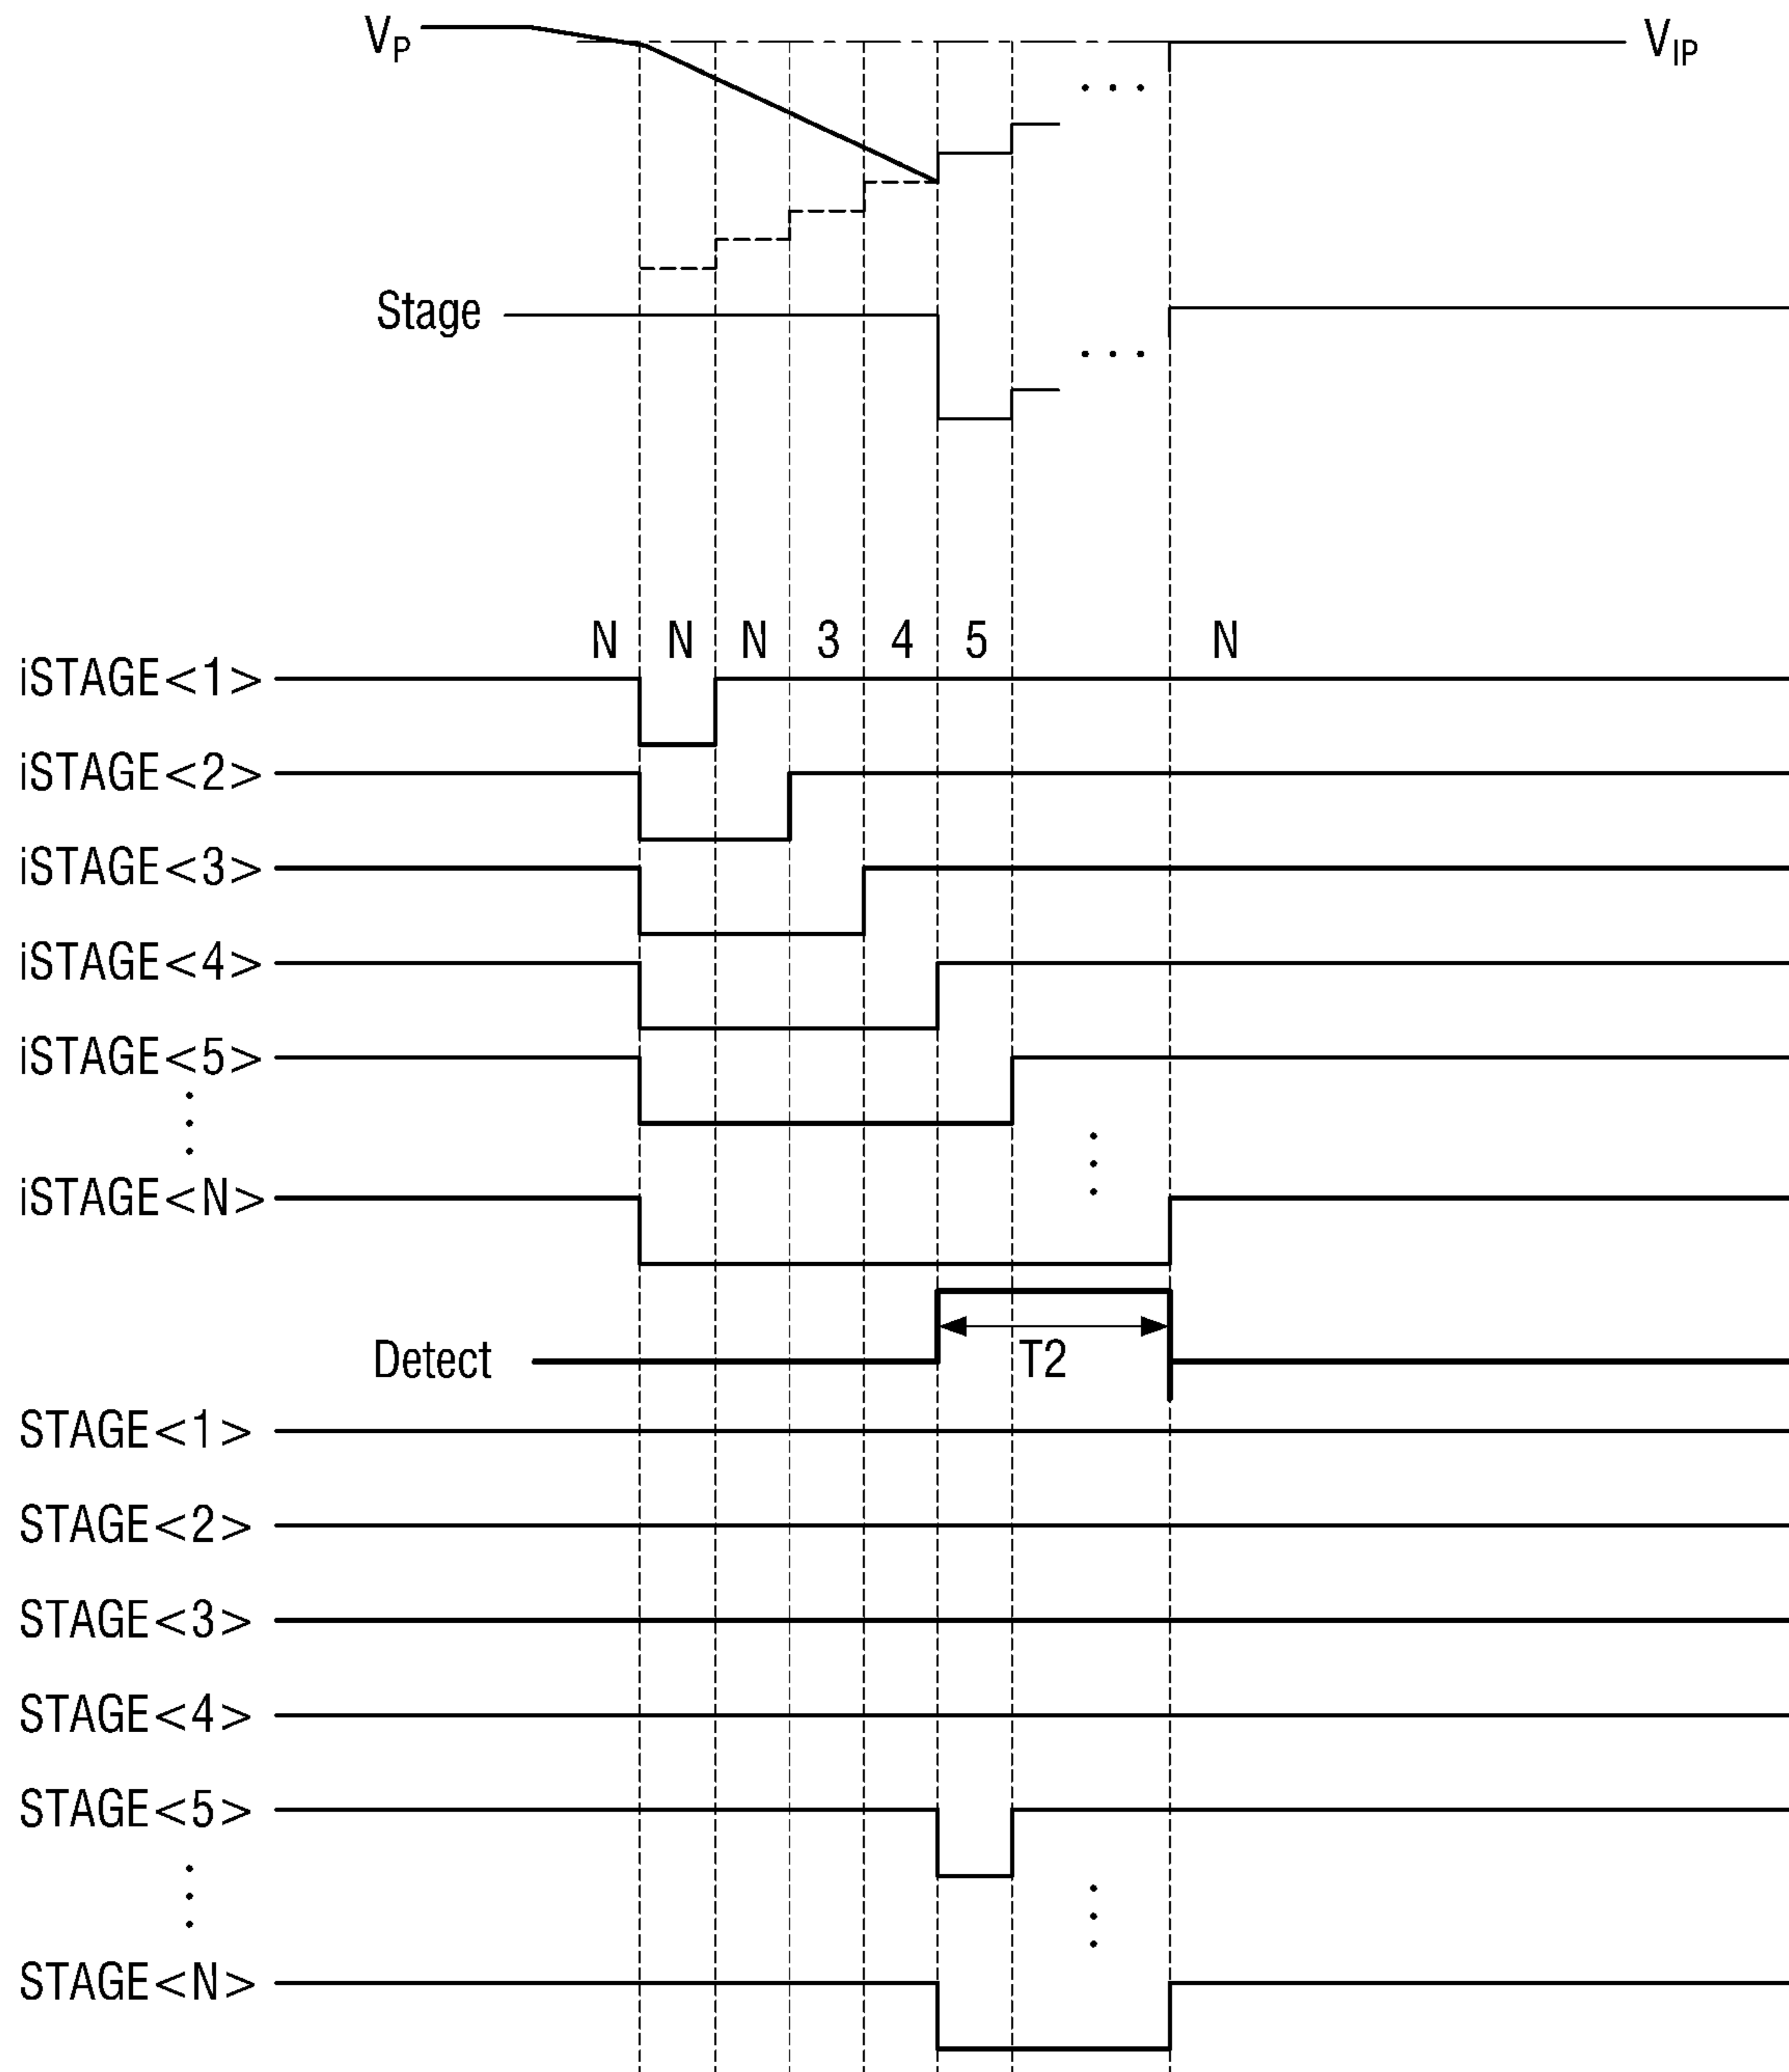 VP
VIP
Stage
N N N 3 4 5 N
iSTAGE<1>
iSTAGE<2>
iSTAGE<3>
iSTAGE<4>
iSTAGE<5>
iSTAGE<N>
Detect
T2
STAGE<1>
STAGE<2>
STAGE<3>
STAGE<4>
STAGE<5>
STAGE<N>